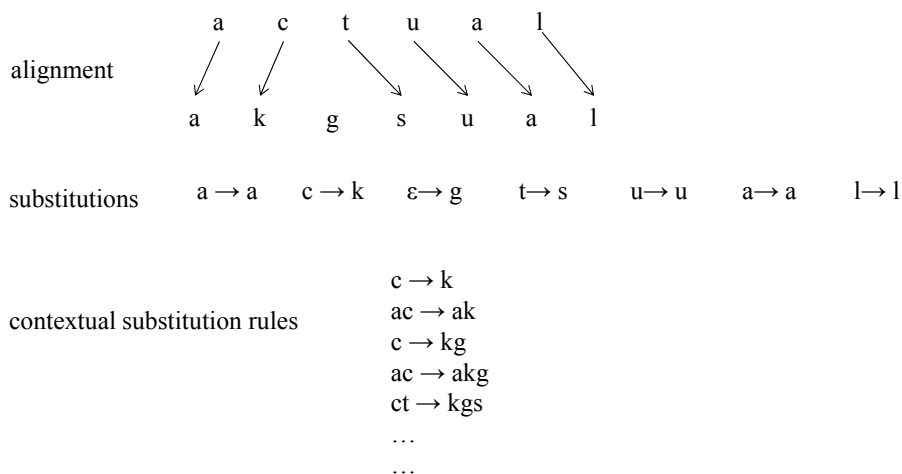 a c t u a l
alignment
a k g s u a l
substitutions a → a c → k ε→ g t→ s u→ u a→ a l→ l
c → k
ac → ak
contextual substitution rules
c → kg
ac → akg
ct → kgs
…
…